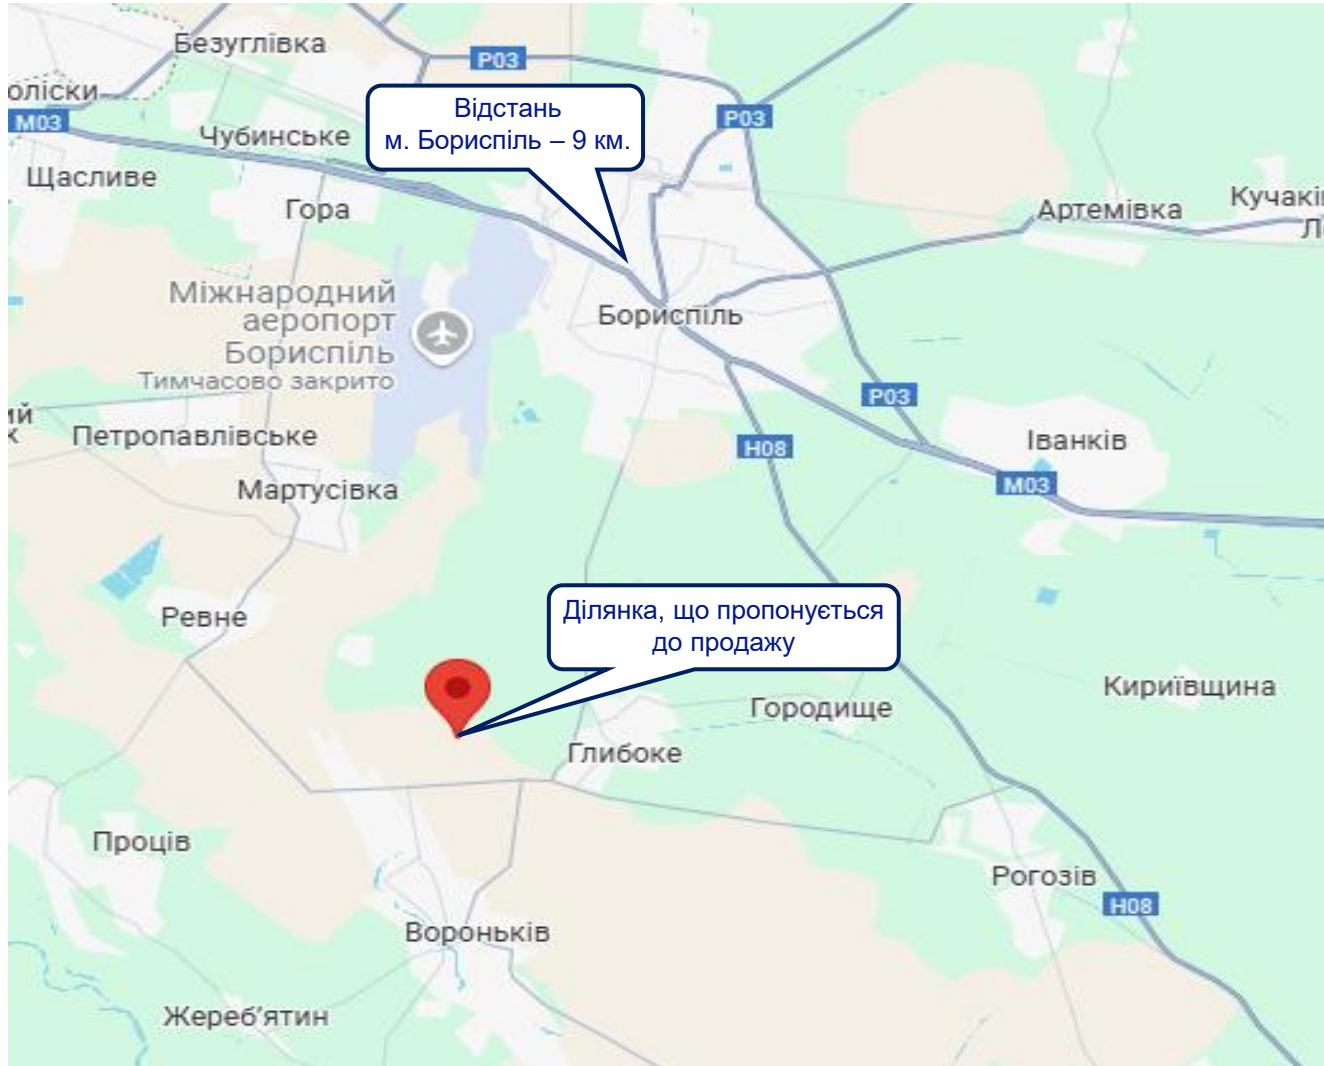 Безуглівка
Р03
оліски
М03
Відстань
м. Бориспіль – 9 км.
Р03
Чубинське
Щасливе
Гора
Артемівка
Кучакі
Л
Міжнародний
аеропорт
Бориспіль
Тимчасово закрито
Бориспіль
Р03
ий
к
Петропавлівське
Н08
Іванків
М03
Мартусівка
Ділянка, що пропонується
до продажу
Ревне
Кириївщина
Городище
Глибоке
Проців
Рогозів
Н08
Вороньків
Жереб'ятин